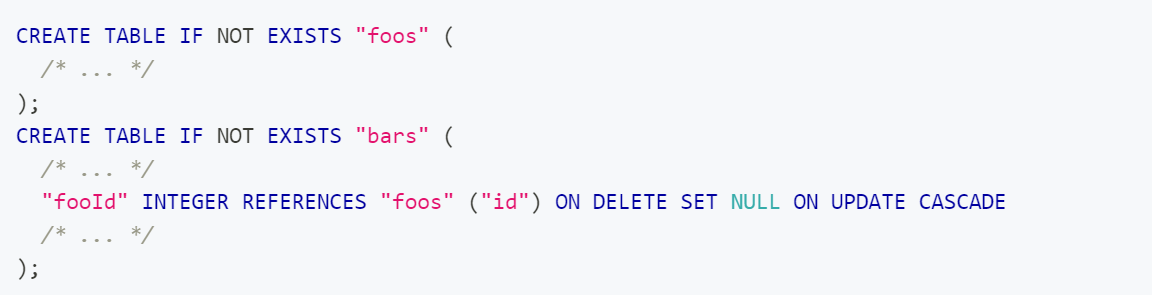 CREATE TABLE IF NOT EXISTS "foos" (
  /* ... */
);
CREATE TABLE IF NOT EXISTS "bars" (
  /* ... */
  "fooId" INTEGER REFERENCES "foos" ("id") ON DELETE SET NULL ON UPDATE CASCADE
  /* ... */
);